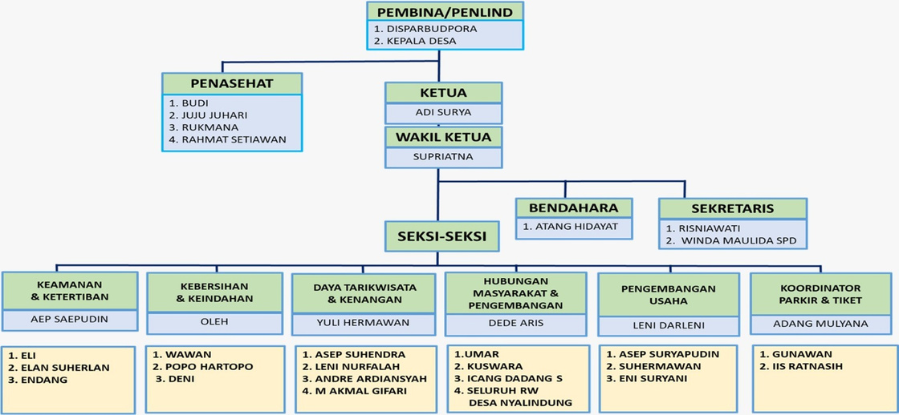 PEMBINA/PENLIND
1. DISPARBUDPORA
2. KEPALA DESA
PENASEHAT
1. BUDI
2. JUJU JUHARI
3. RUKMANA
4. RAHMAT SETIAWAN
KETUA
ADI SURYA
WAKIL KETUA
SUPRIATNA
BENDAHARA
1. ATANG HIDAYAT
SEKRETARIS
1. RISNIAWATI
2. WINDA MAULIDA SPD
SEKSI-SEKSI
KEAMANAN
& KETERTIBAN
AEP SAEPUDIN
1. ELI
2. ELAN SUHERLAN
3. ENDANG
KEBERSIHAN
& KEINDAHAN
OLEH
1. WAWAN
2. POPO HARTOPO
3. DENI
DAYA TARIKWISATA
& KENANGAN
YULI HERMAWAN
1. ASEP SUHENDRA
2. LENI NURFALAH
3. ANDRE ARDIANSYAH
4. M AKMAL GIFARI
HUBUNGAN
MASYARAKAT &
PENGEMBANGAN
DEDE ARIS
1.UMAR
2. KUSWARA
3. ICANG DADANG S
4. SELURUH RW
DESA NYALINDUNG
PENGEMBANGAN
USAHA
LENI DARLENI
1. ASEP SURYAPUDIN
2. SUHERMAWAN
3. ENI SURYANI
KOORDINATOR
PARKIR & TIKET
ADANG MULYANA
1. GUNAWAN
2. IIS RATNASIH